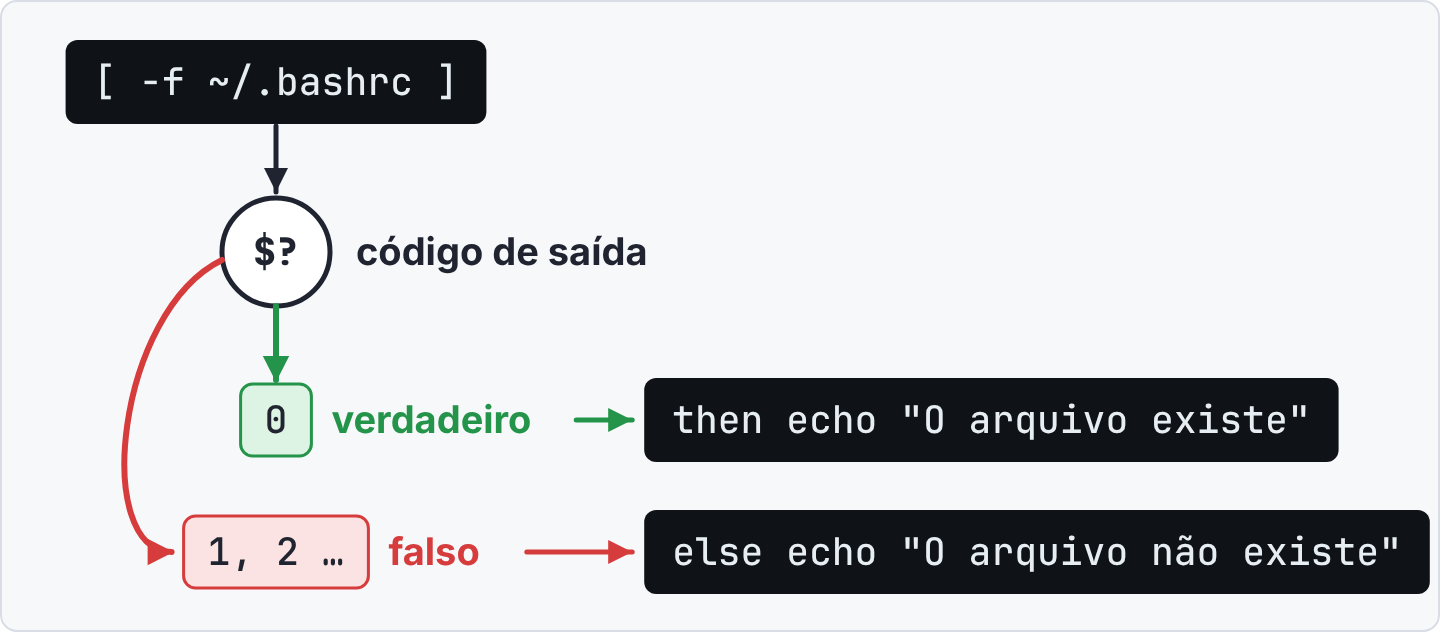 [ -f ~/.bashrc ]
$? código de saída
0 verdadeiro then echo "O arquivo existe"
1, 2 … falso else echo "O arquivo não existe"